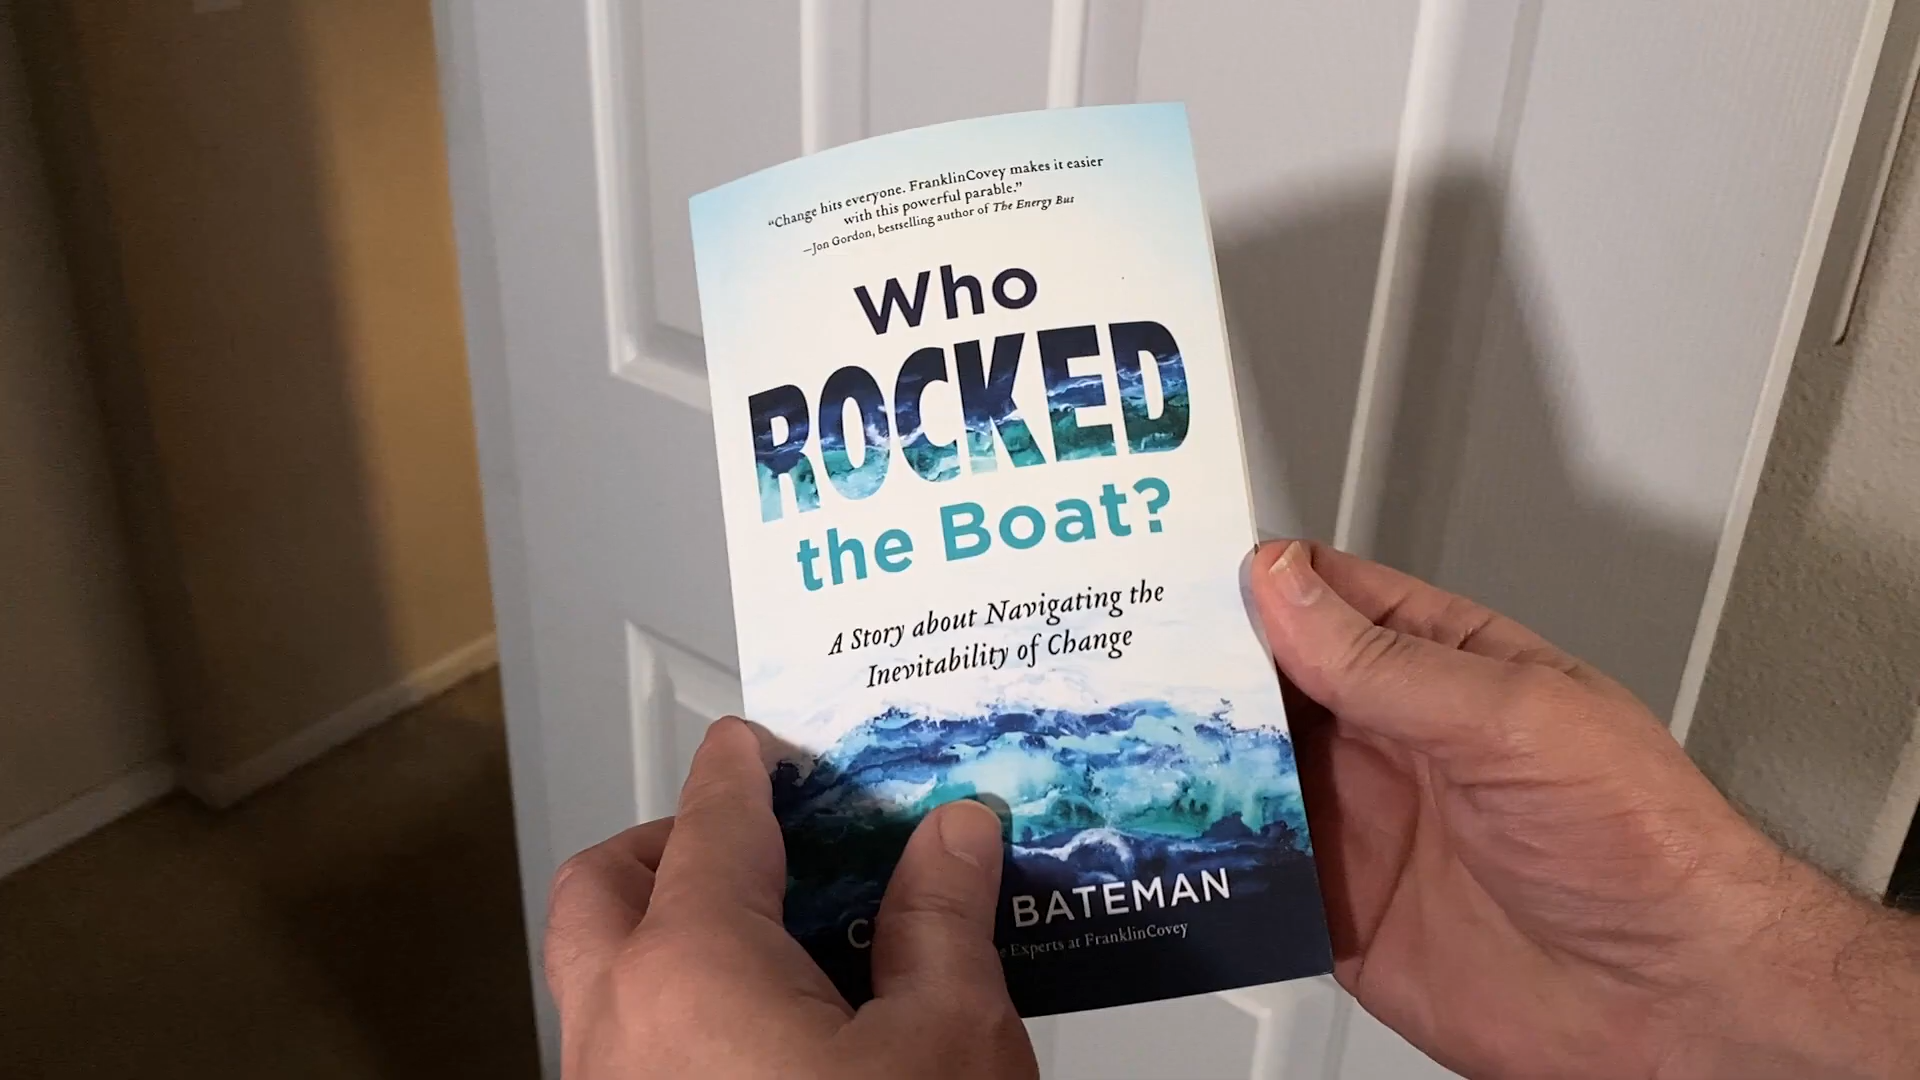 “Change hits everyone. FranklinCovey makes it easier
with this powerful parable.”
—Jon Gordon, bestselling author of The Energy Bus
Who
ROCKED
the Boat?
A Story about Navigating the
Inevitability of Change
BATEMAN
Experts at FranklinCovey